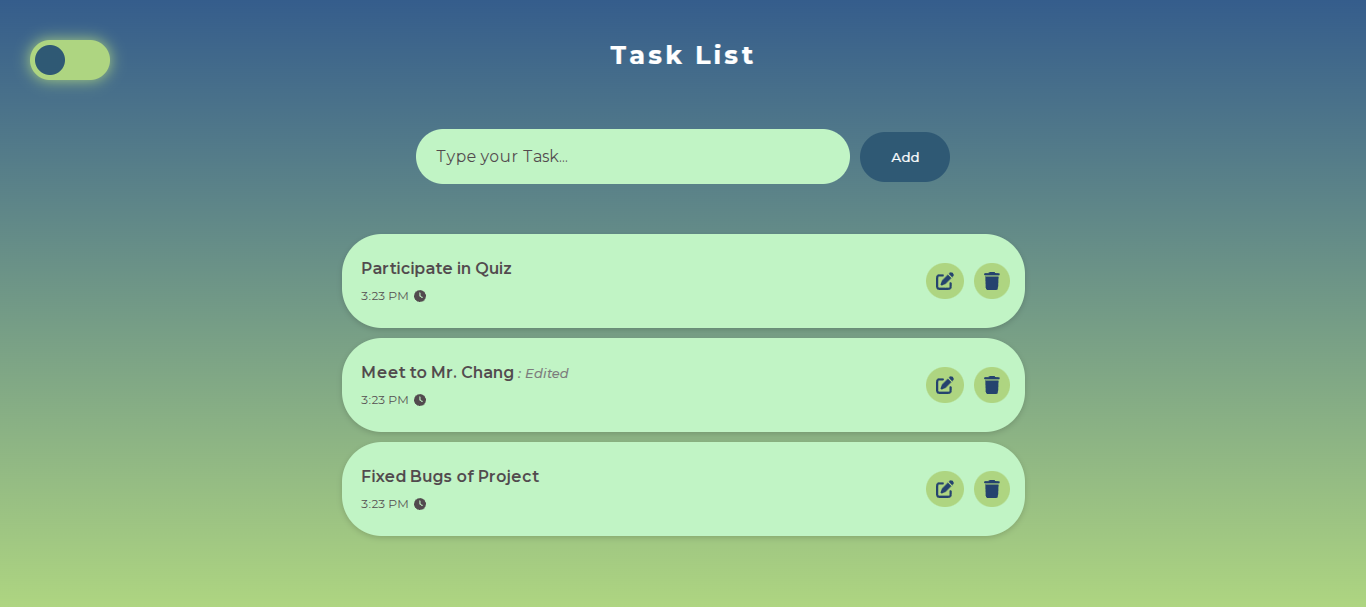 Task List
Type your Task...
Add
Participate in Quiz
3:23 PM
Meet to Mr. Chang : Edited
3:23 PM
Fixed Bugs of Project
3:23 PM